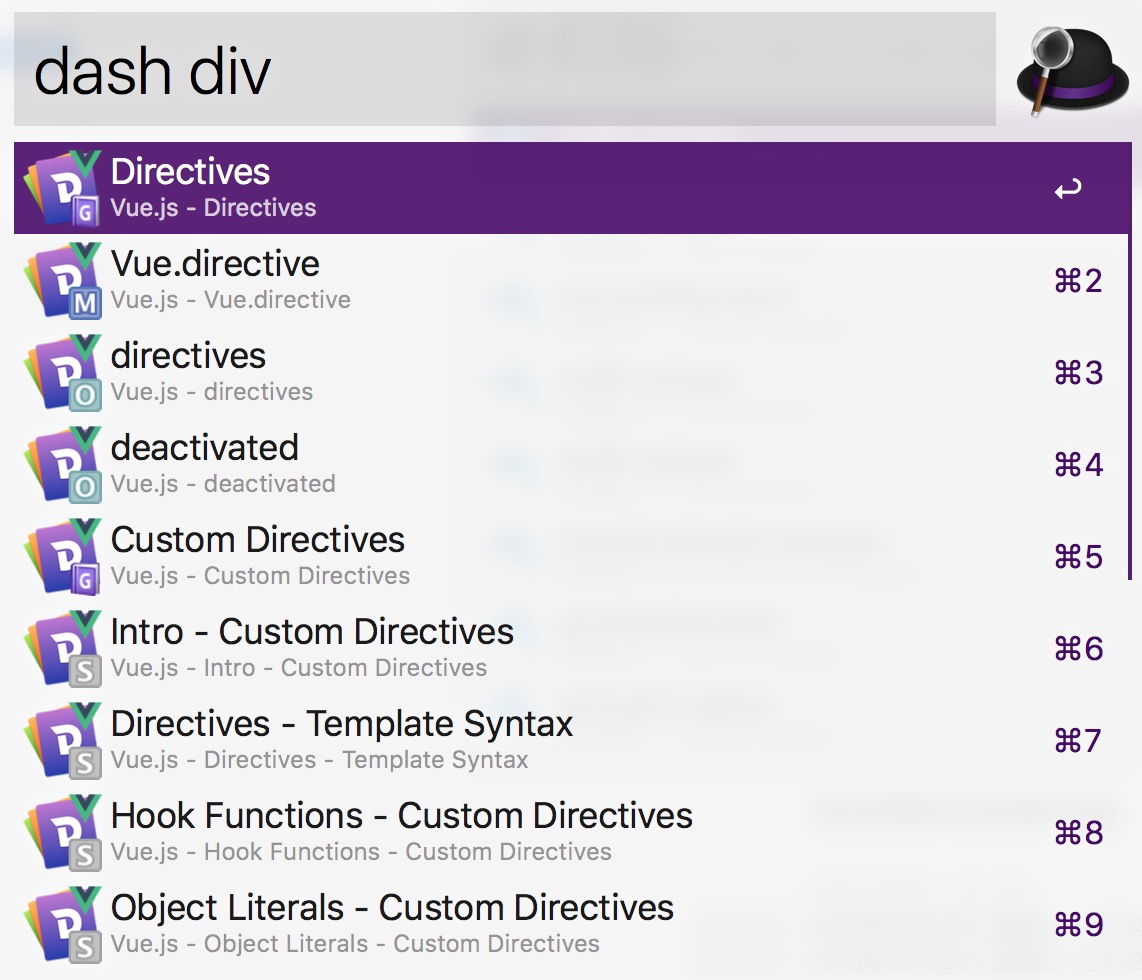 dash div
Directives
Vue.js - Directives
Vue.directive
Vue.js - Vue.directive
⌘2
directives
Vue.js - directives
⌘3
deactivated
Vue.js - deactivated
⌘4
Custom Directives
Vue.js - Custom Directives
⌘5
Intro - Custom Directives
Vue.js - Intro - Custom Directives
⌘6
Directives - Template Syntax
Vue.js - Directives - Template Syntax
⌘7
Hook Functions - Custom Directives
Vue.js - Hook Functions - Custom Directives
⌘8
Object Literals - Custom Directives
Vue.js - Object Literals - Custom Directives
⌘9